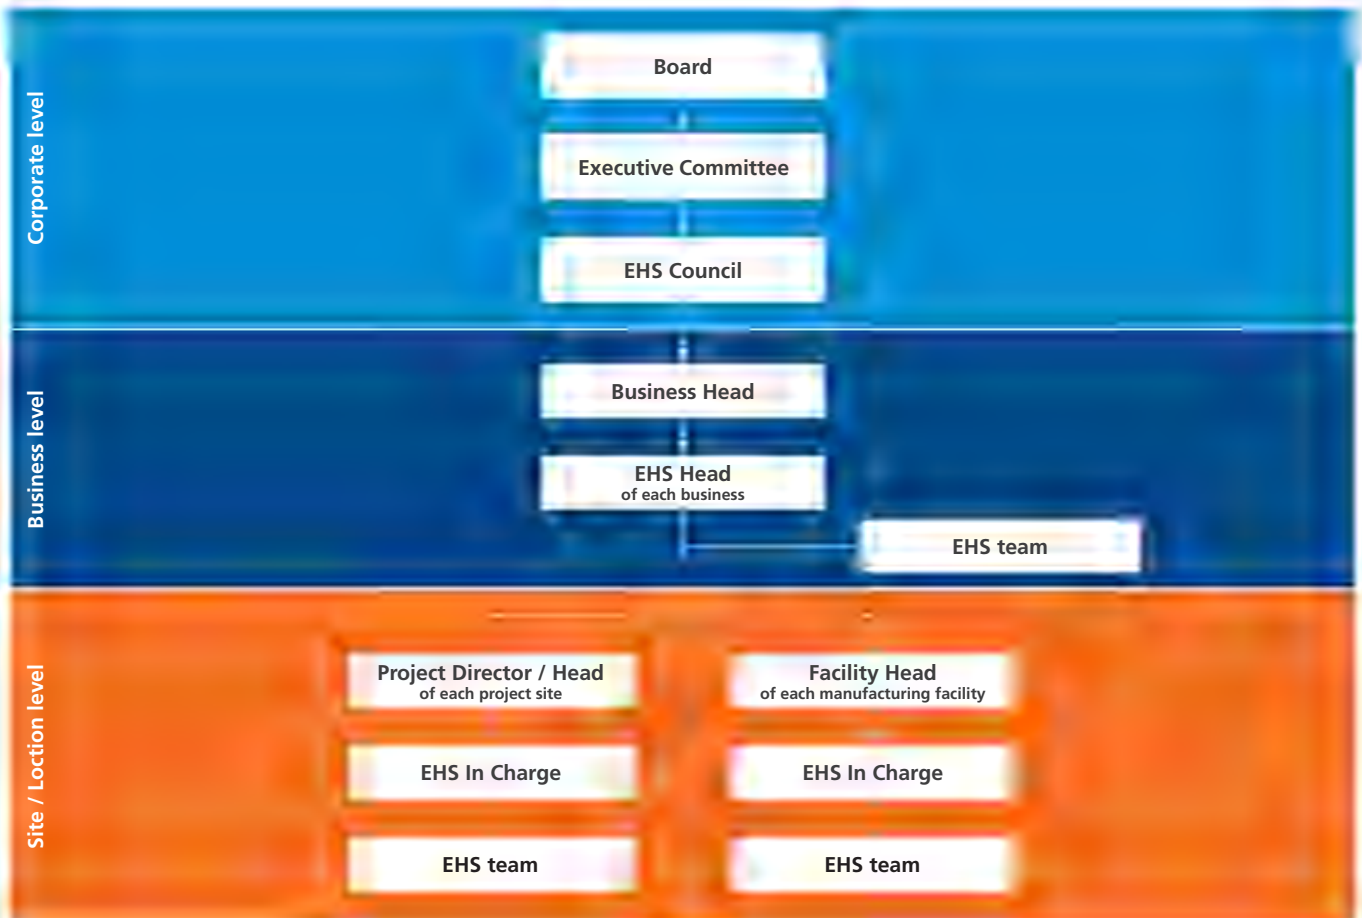 Corporate level
Board
Executive Committee
EHS Council
Business level
Business Head
EHS Head
of each business
EHS team
Site / Loction level
Project Director / Head
of each project site
EHS In Charge
EHS team
Facility Head
of each manufacturing facility
EHS In Charge
EHS team